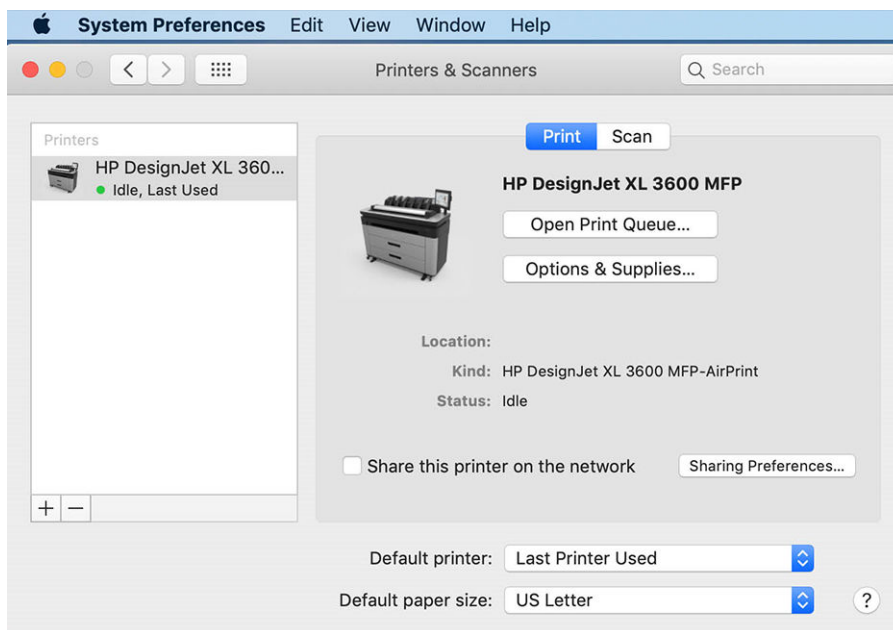 System Preferences Edit View Window Help
Printers & Scanners
Search
Printers
HP DesignJet XL 360...
Idle, Last Used
Print Scan
HP DesignJet XL 3600 MFP
Open Print Queue...
Options & Supplies...
Location:
Kind: HP DesignJet XL 3600 MFP-AirPrint
Status: Idle
Share this printer on the network
Sharing Preferences...
+ −
Default printer: Last Printer Used
Default paper size: US Letter
?